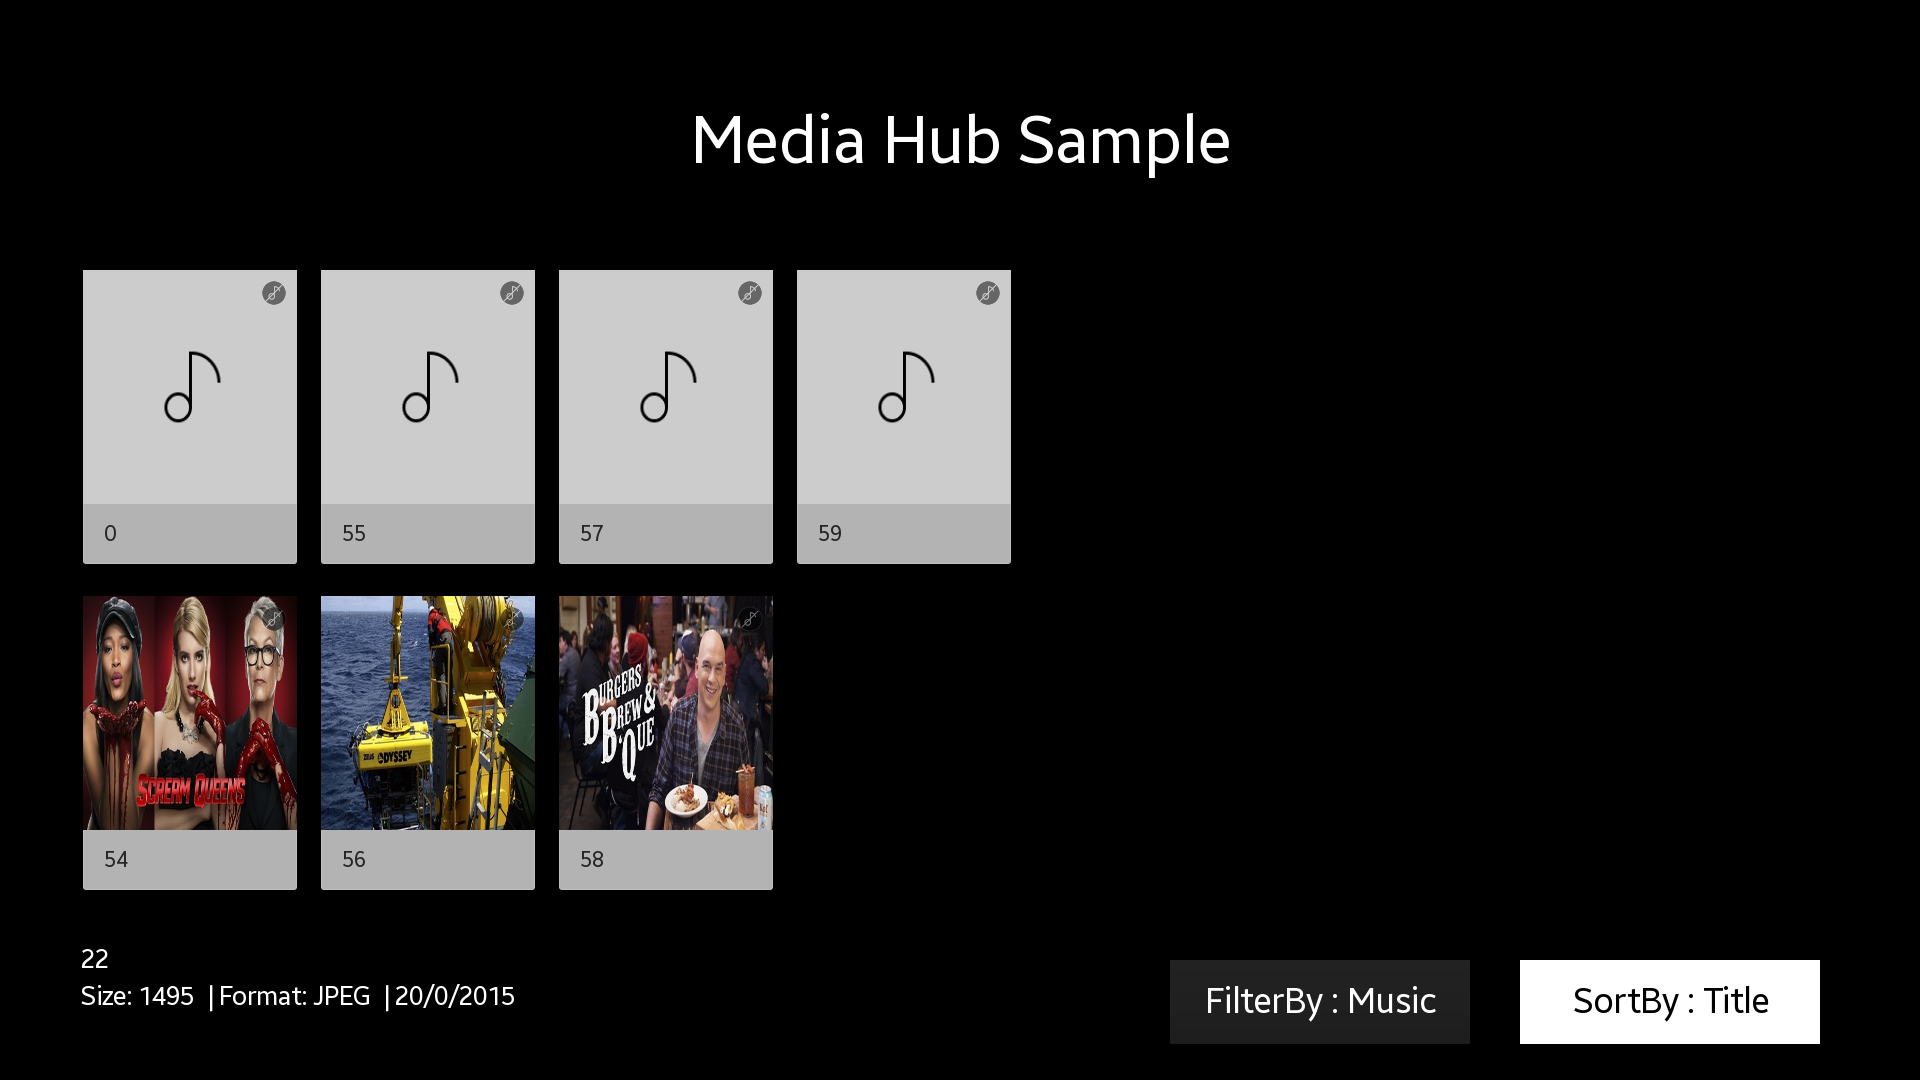 Media Hub Sample
0
55
57
59
SCREAM QUEENS
ODYSSEY
BURGERS
BREW &
B'QUE
54
56
58
22
Size: 1495 | Format: JPEG | 20/0/2015
FilterBy : Music
SortBy : Title